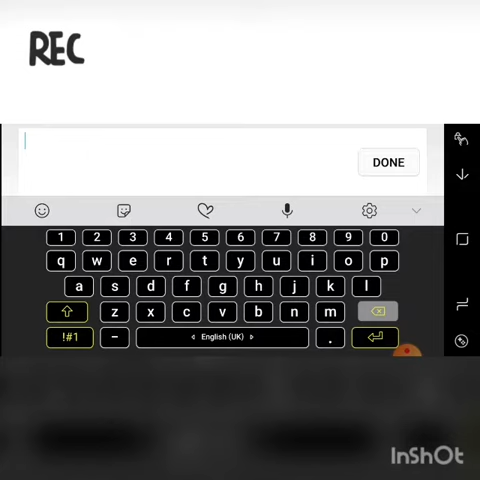 REC
DONE
1 2 3 4 5 6 7 8 9 0
q w e r t y u i o p
a s d f g h j k l
z x c v b n m
!#1 - English (UK) .
InShOt